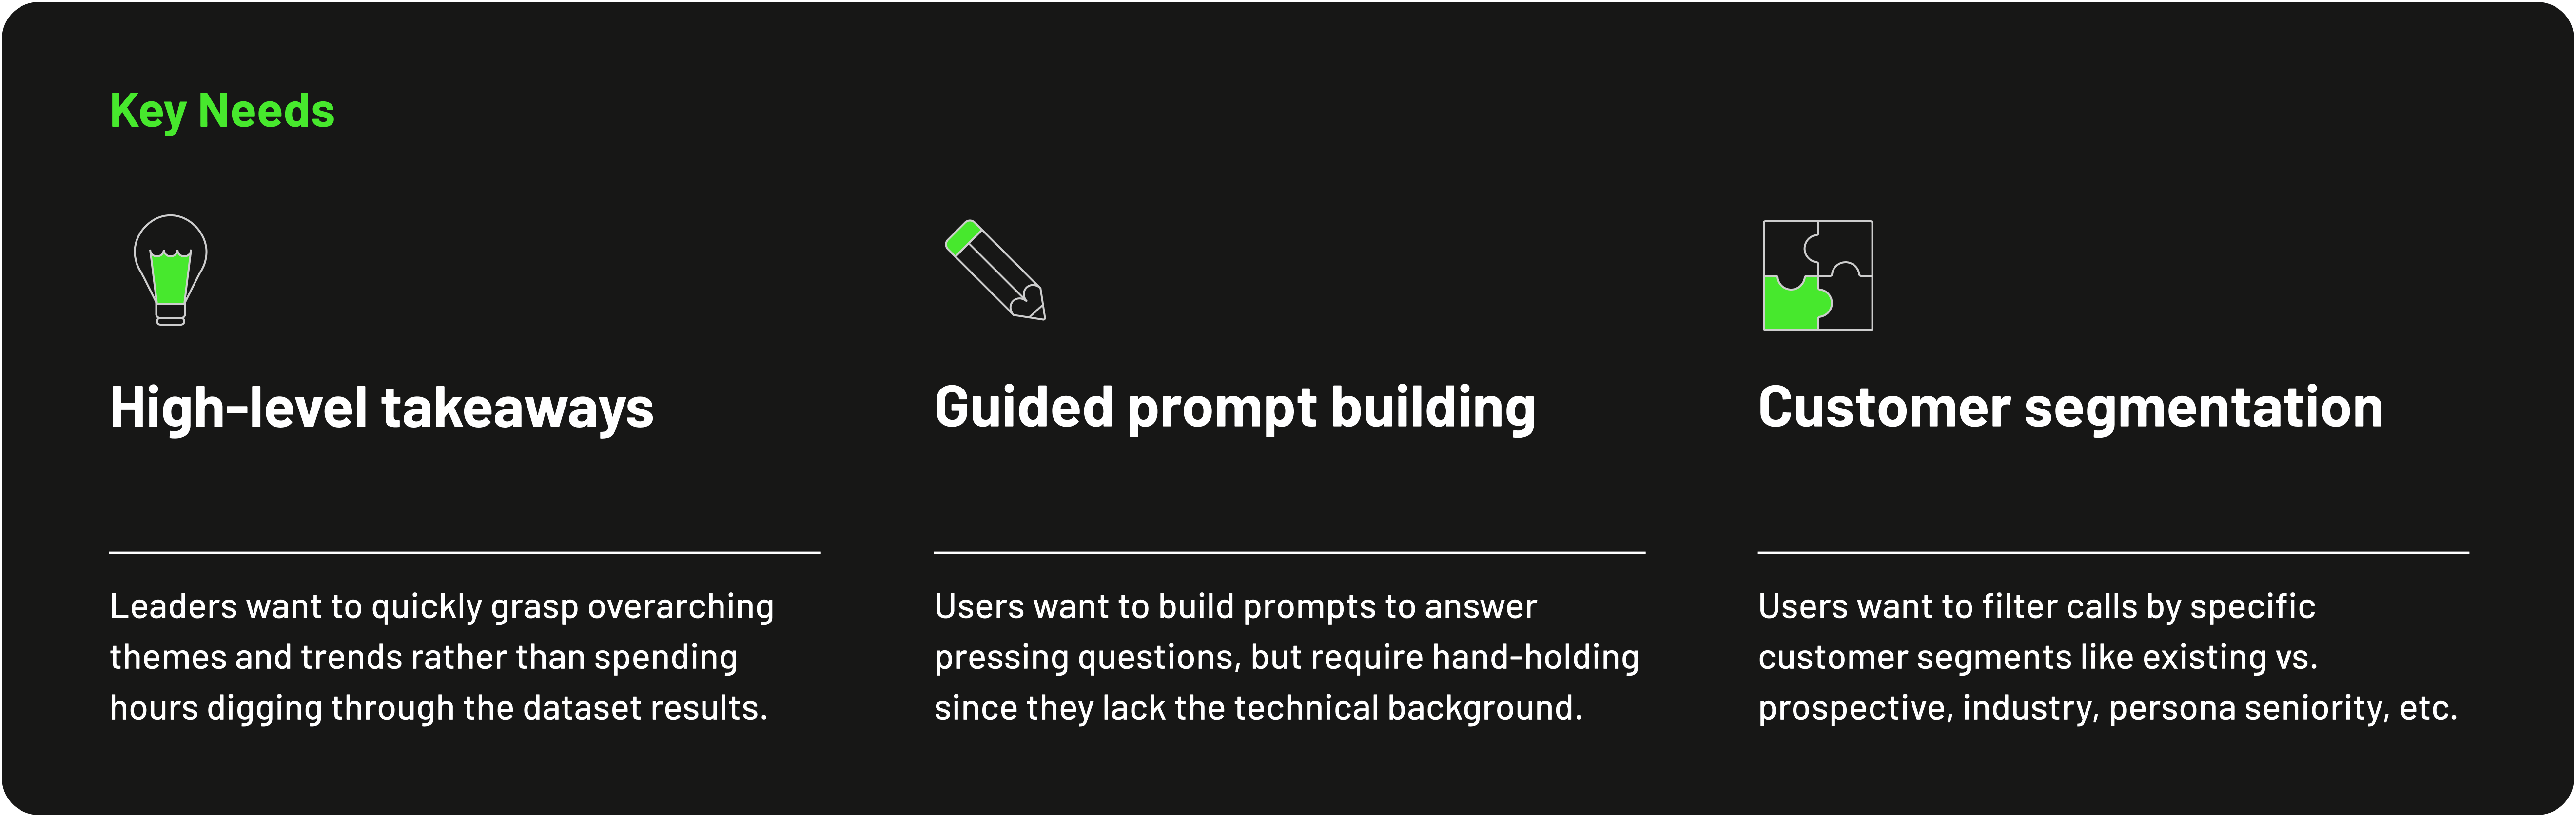 Key Needs
High-level takeaways
Leaders want to quickly grasp overarching
themes and trends rather than spending
hours digging through the dataset results.
Guided prompt building
Users want to build prompts to answer
pressing questions, but require hand-holding
since they lack the technical background.
Customer segmentation
Users want to filter calls by specific
customer segments like existing vs.
prospective, industry, persona seniority, etc.